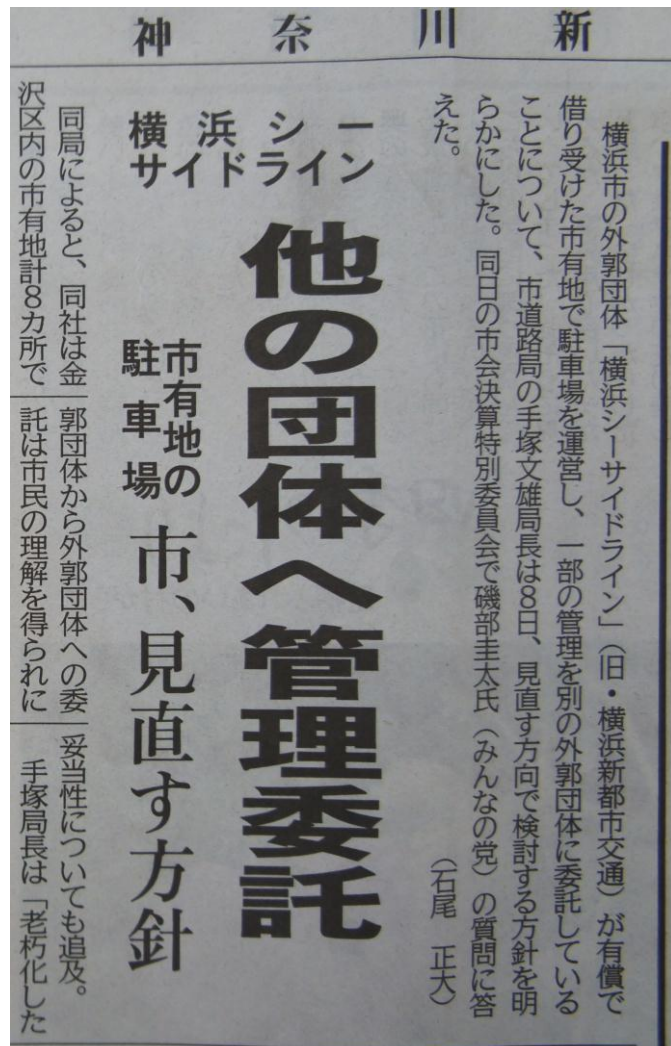 神奈川新
横浜市の外郭団体「横浜シーサイドライン」（旧・横浜新都市交通）が有償で
借り受けた市有地で駐車場を運営し、一部の管理を別の外郭団体に委託している
ことについて、市道路局の手塚文雄局長は8日、見直す方向で検討する方針を明
らかにした。同日の市会決算特別委員会で磯部圭太氏（みんなの党）の質問に答
えた。　（石尾　正大）
横浜シー
サイドライン
他の団体へ管理委託
市有地の
駐車場
市、見直す方針
同局によると、同社は金
沢区内の市有地計8カ所で
郭団体から外郭団体への委
託は市民の理解を得られに
妥当性についても追及。
手塚局長は「老朽化した